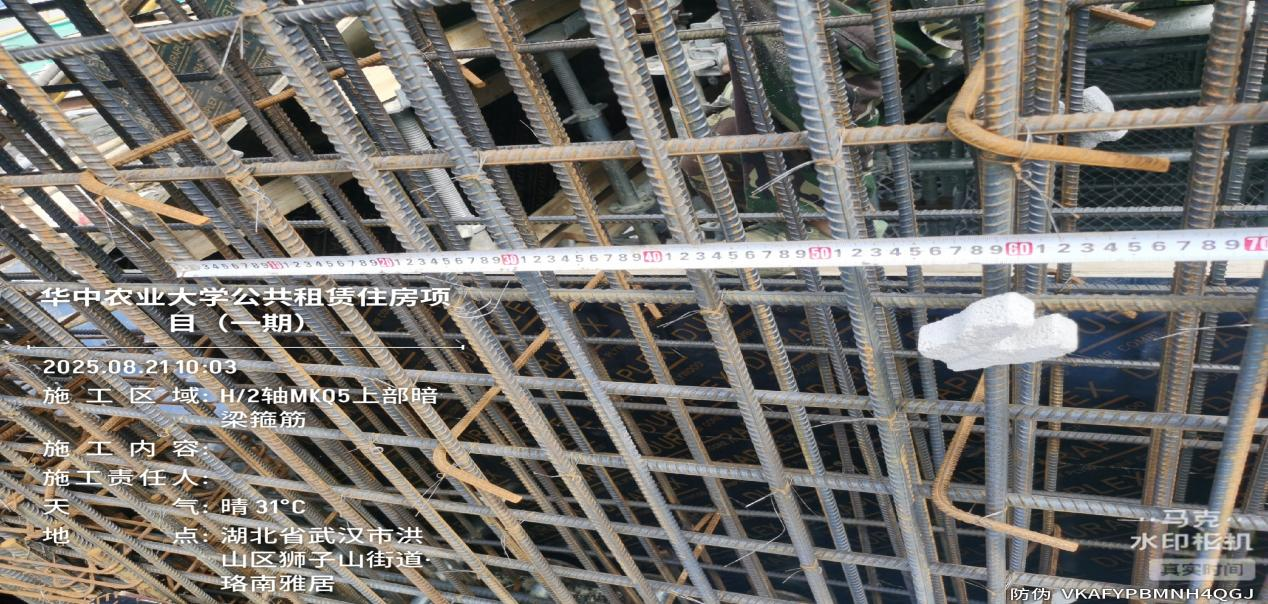 345678910123456789201234567893012345678940123456789501234567896012345678970
华中农业大学公共租赁住房项
目（一期）
2025.08.21 10:03
施工区域：H/2轴MK05上部暗
梁箍筋
施工内容：
施工责任人：
天气：晴 31°C
地点：湖北省武汉市洪
山区狮子山街道·
珞南雅居
马克
水印相机
真实时间
防伪 VKAFYPBMNH4QGJ